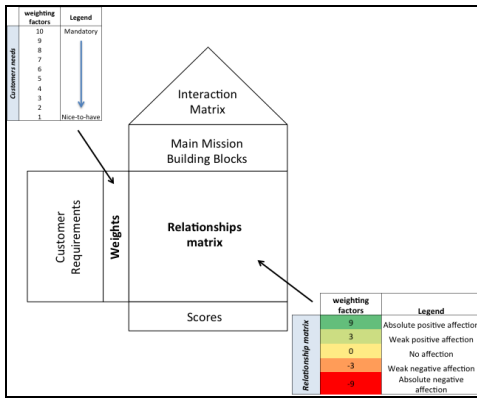 weighting factors Legend
Customers needs
10 Mandatory
9
8
7
6
5
4
3
2
1 Nice-to-have
Interaction
Matrix
Main Mission
Building Blocks
Customer
Requirements
Weights
Relationships
matrix
Scores
weighting
factors Legend
Relationship matrix
9 Absolute positive affection
3 Weak positive affection
0 No affection
-3 Weak negative affection
-9 Absolute negative
affection